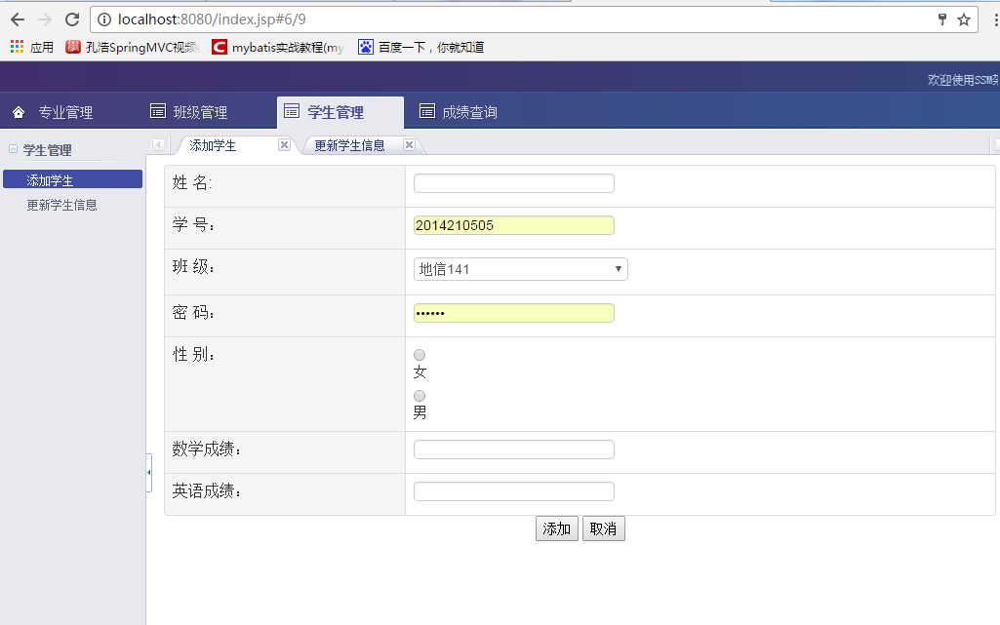 localhost:8080/index.jsp#6/9
应用 孔浩SpringMVC视频 mybatis实战教程(my 百度一下，你就知道
欢迎使用SSM
专业管理 班级管理 学生管理 成绩查询
学生管理
添加学生
更新学生信息
添加学生 更新学生信息
姓 名:
学 号： 2014210505
班 级： 地信141
密 码： ••••••
性 别：
女
男
数学成绩：
英语成绩：
添加 取消